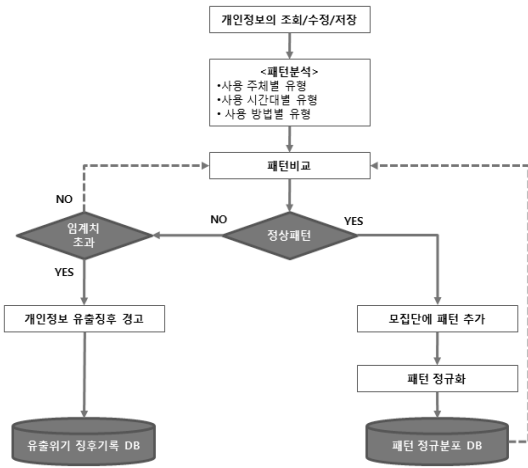 개인정보의 조회/수정/저장
<패턴분석>
•사용 주체별 유형
•사용 시간대별 유형
• 사용 방법별 유형
패턴비교
NO
임계치
초과
NO
정상패턴
YES
YES
개인정보 유출징후 경고
모집단에 패턴 추가
패턴 정규화
유출위기 징후기록 DB
패턴 정규분포 DB